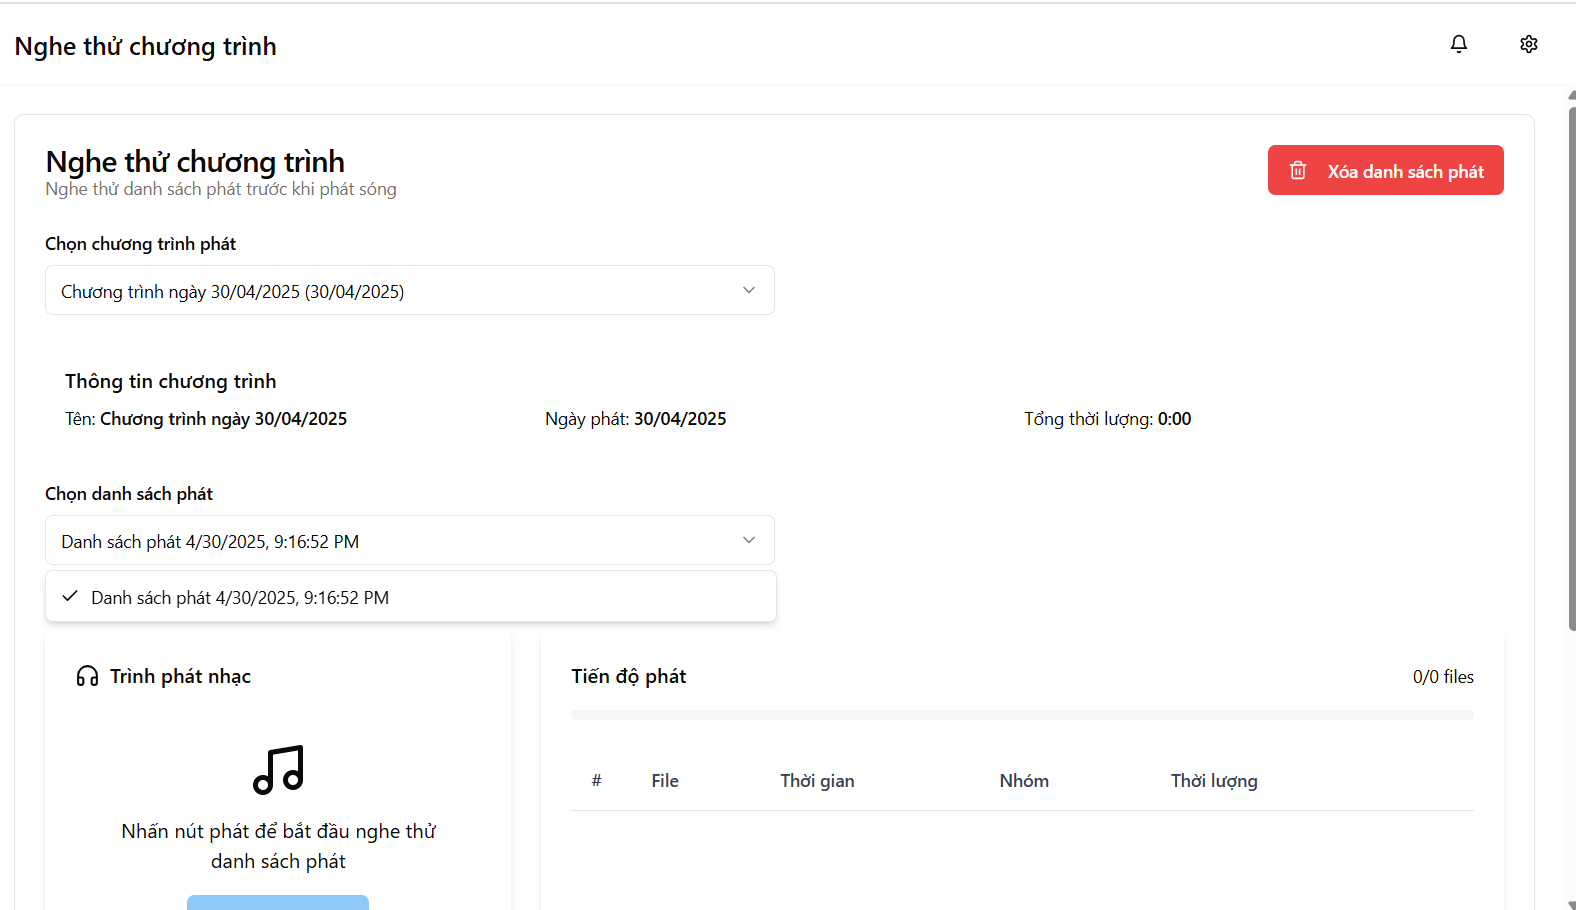 Nghe thử chương trình
Nghe thử chương trình
Nghe thử danh sách phát trước khi phát sóng
Xóa danh sách phát
Chọn chương trình phát
Chương trình ngày 30/04/2025 (30/04/2025)
Thông tin chương trình
Tên: Chương trình ngày 30/04/2025
Ngày phát: 30/04/2025
Tổng thời lượng: 0:00
Chọn danh sách phát
Danh sách phát 4/30/2025, 9:16:52 PM
Danh sách phát 4/30/2025, 9:16:52 PM
Trình phát nhạc
Nhấn nút phát để bắt đầu nghe thử
danh sách phát
Tiến độ phát
0/0 files
# File Thời gian Nhóm Thời lượng